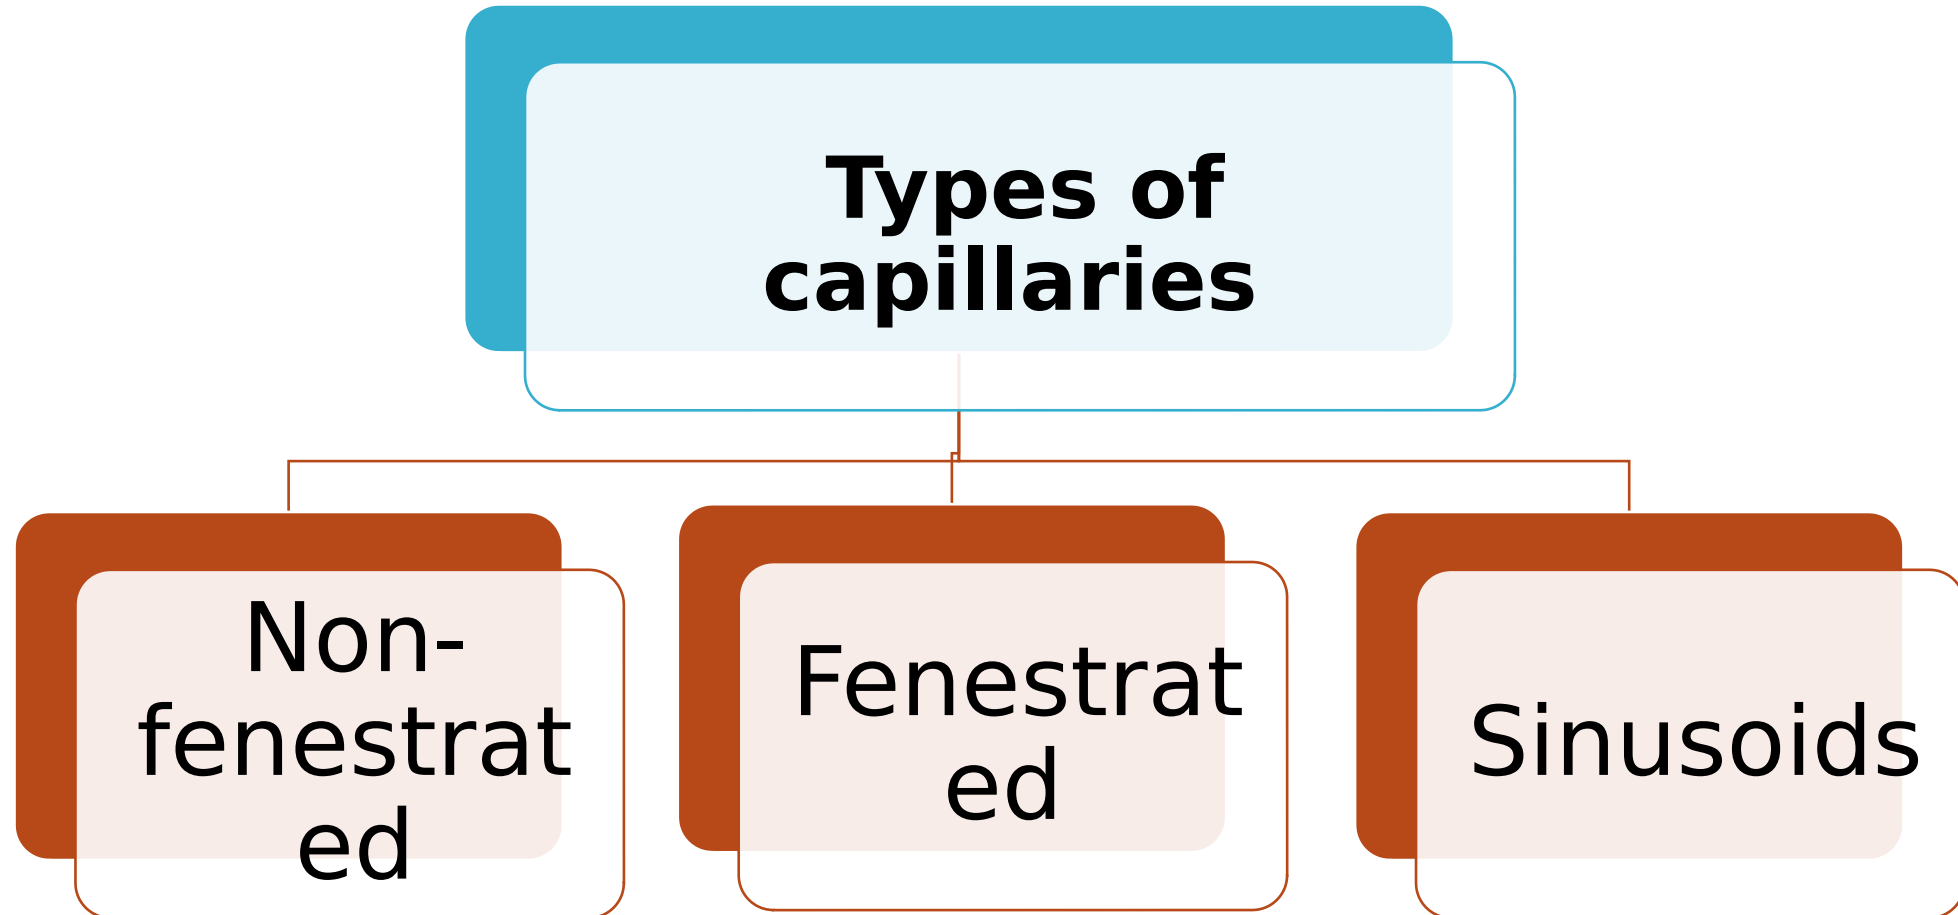 Types of
capillaries
Non-
fenestrat
ed
Fenestrat
ed
Sinusoids